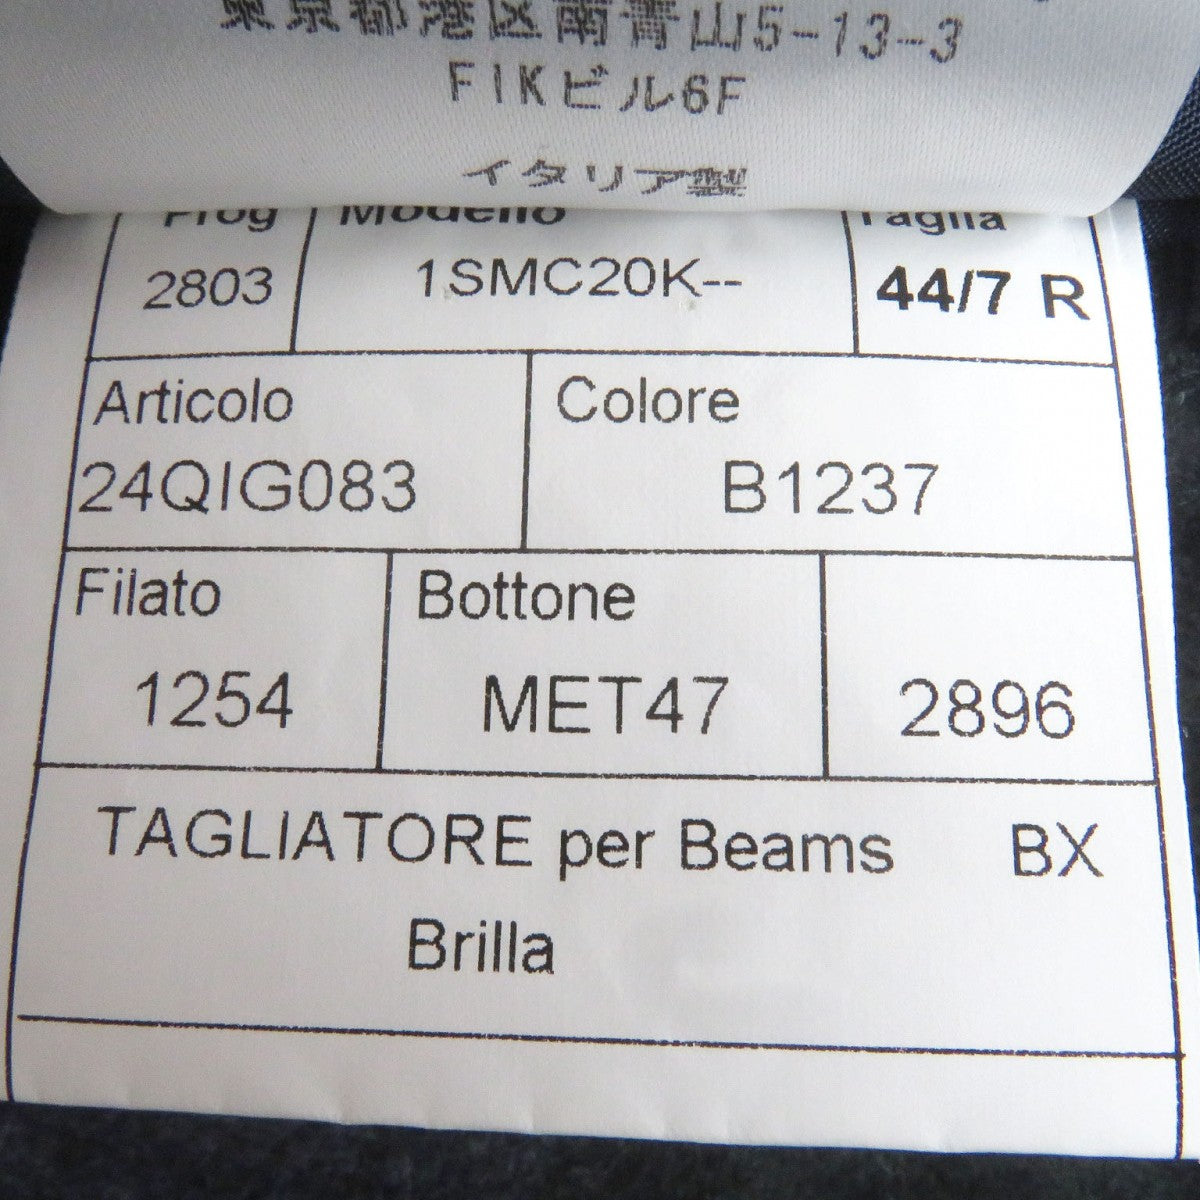 東京都港区南青山5-13-3
FIKビル6F
イタリア製
Prog Modello Taglia
2803 1SMC20K-- 44/7 R
Articolo Colore
24QIG083 B1237
Filato Bottone
1254 MET47 2896
TAGLIATORE per Beams BX
Brilla